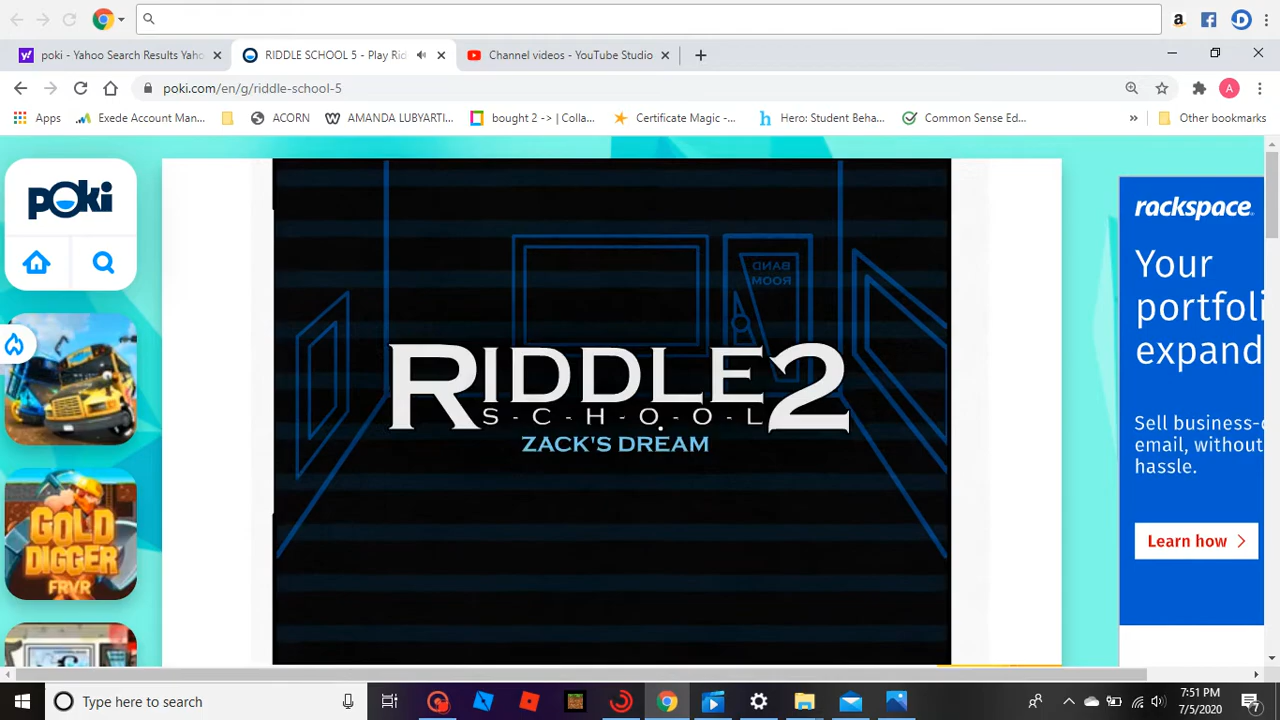 poki - Yahoo Search Results Yaho
RIDDLE SCHOOL 5 - Play Rid
Channel videos - YouTube Studio
poki.com/en/g/riddle-school-5
A
Apps
Exede Account Man...
ACORN
AMANDA LUBYARTI...
bought 2 -> | Colla...
Certificate Magic -...
Hero: Student Beha...
Common Sense Ed...
»
Other bookmarks
poki
BAND
ROOM
RIDDLE 2
S-C-H-O-O-L
ZACK'S DREAM
GOLD
DIGGER
FRVR
rackspace.
Your
portfoli
expand
Sell business-c
email, without
hassle.
Learn how
Type here to search
7:51 PM
7/5/2020
7